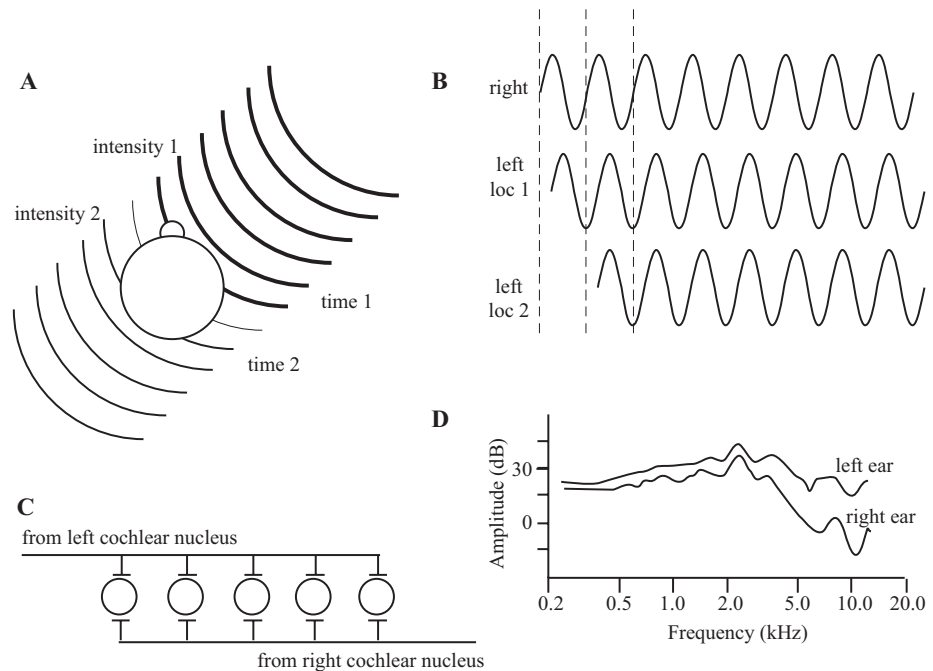 A
intensity 1
intensity 2
time 1
time 2
B
right
left
loc 1
left
loc 2
C
from left cochlear nucleus
from right cochlear nucleus
D
Amplitude (dB)
30
0
left ear
right ear
0.2 0.5 1.0 2.0 5.0 10.0 20.0
Frequency (kHz)